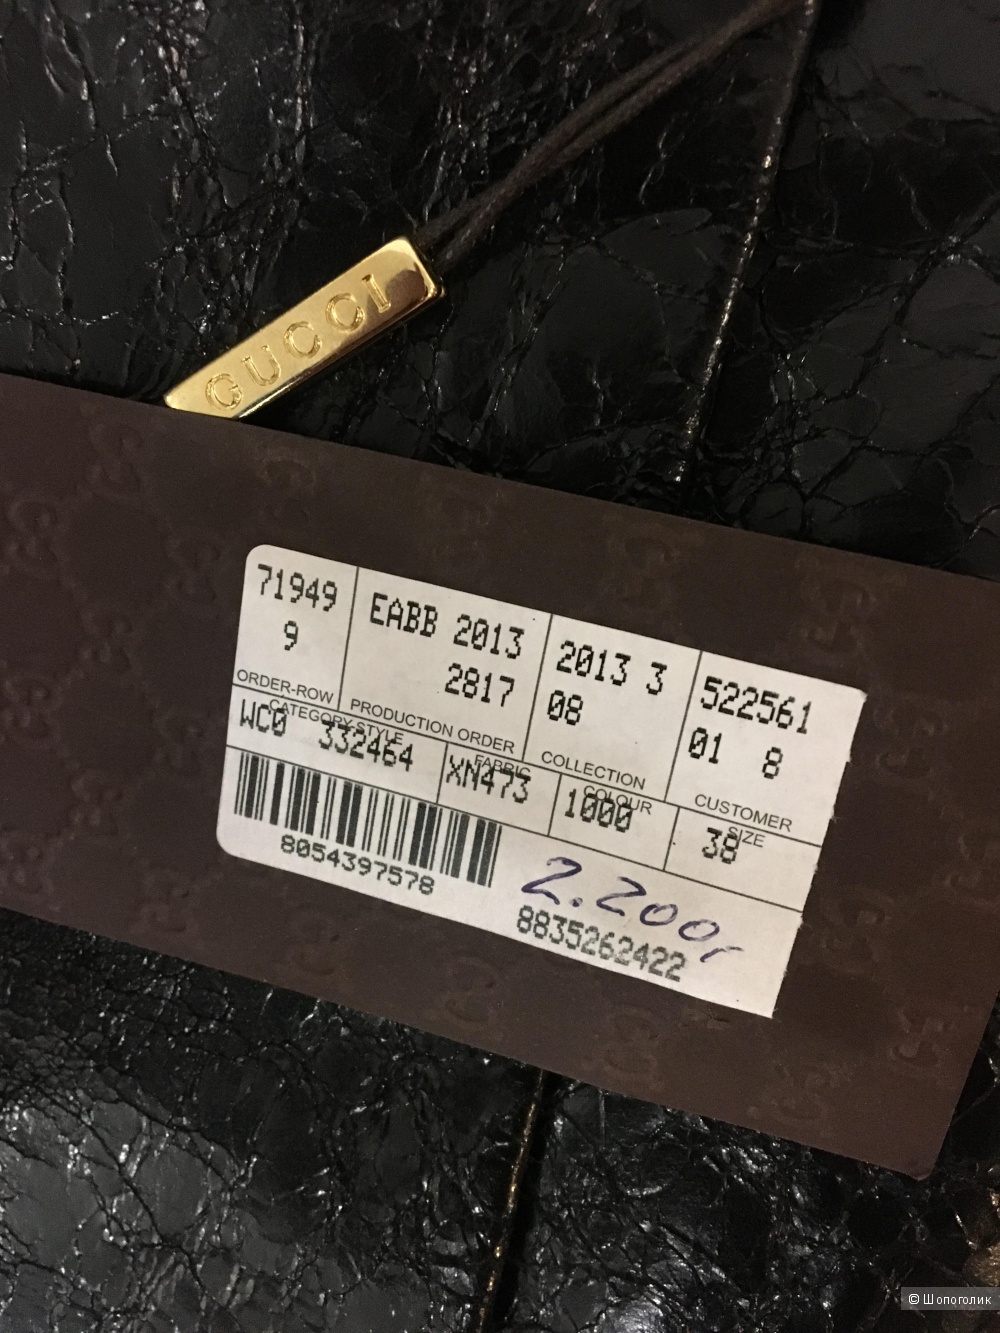 GUCCI
71949
9
ORDER-ROW
EABB 2013
2817
PRODUCTION ORDER
2013 3
08
COLLECTION
522561
01 8
CUSTOMER
CATEGORY-STYLE
WC0 332464
FABRIC
XN473
COLOUR
1000
SIZE
38
8054397578
2.200,
8835262422
© Шопоголик